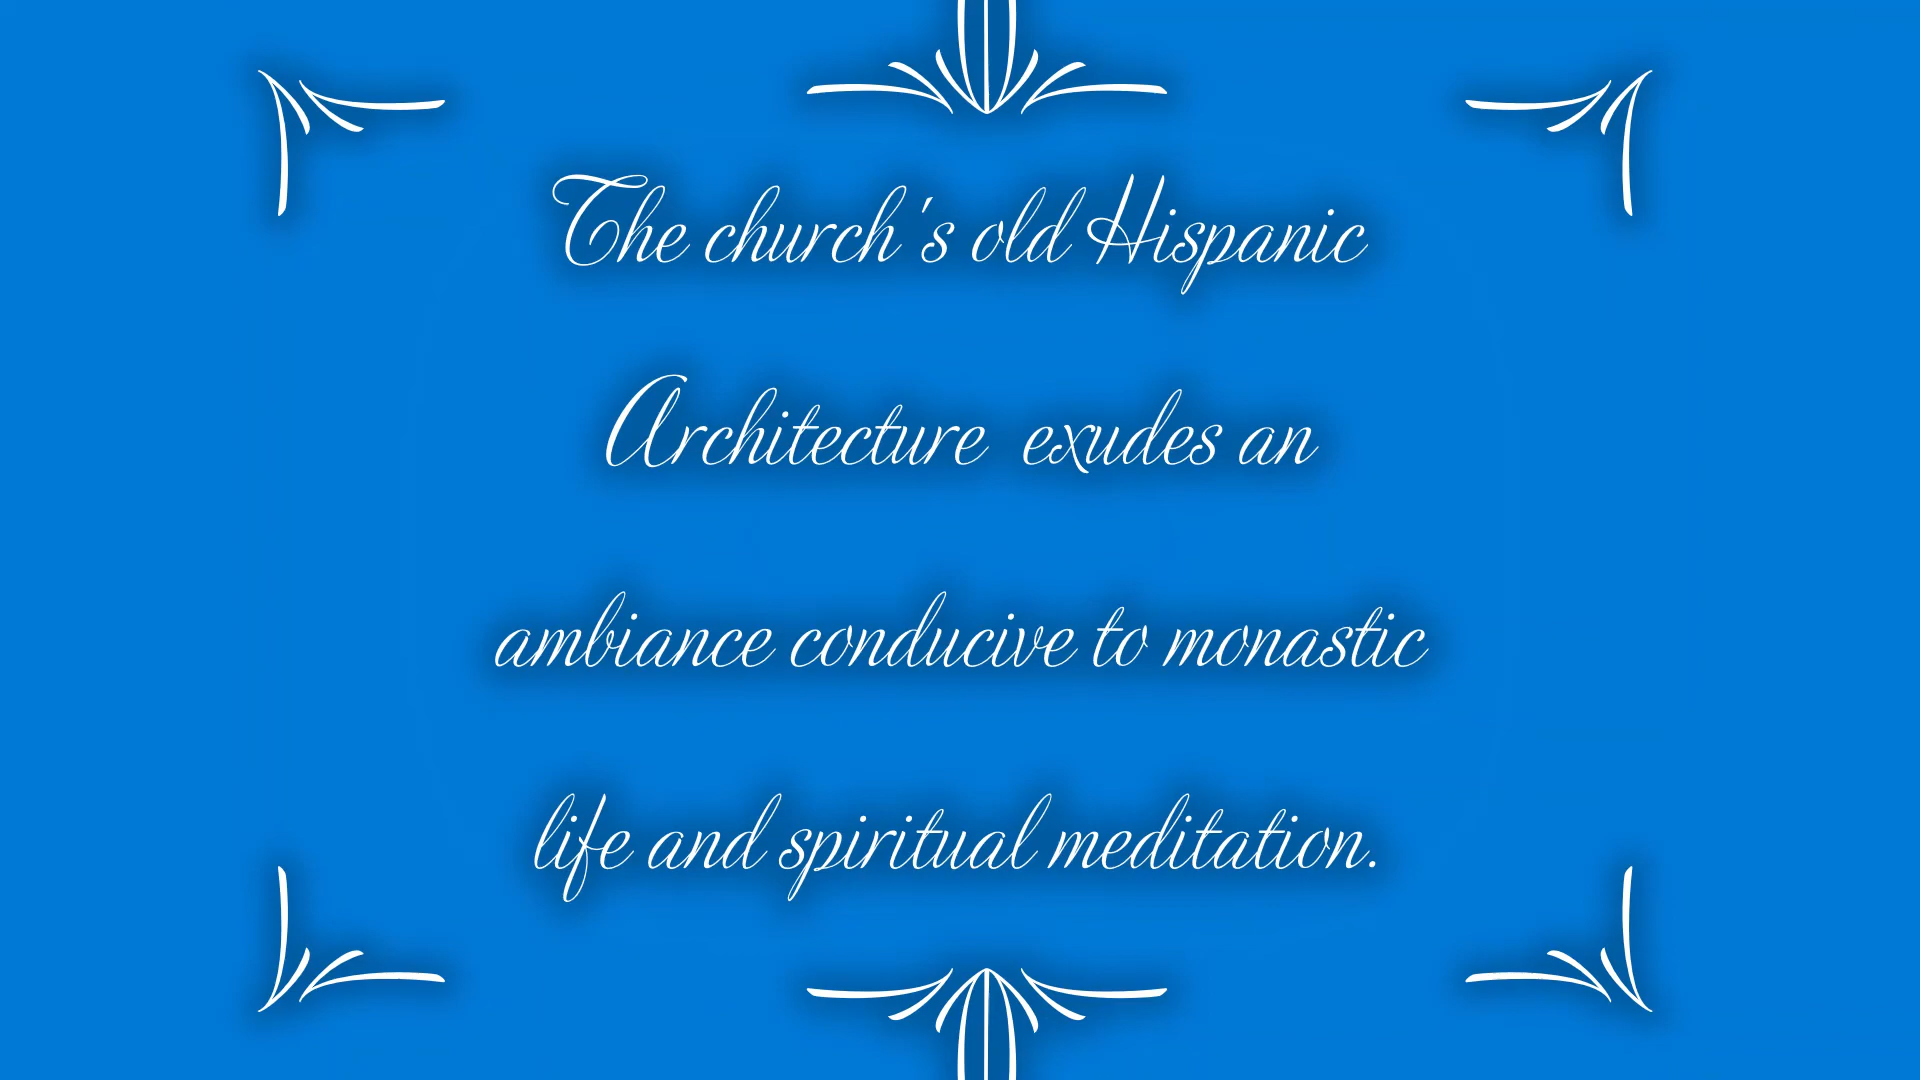 The church's old Hispanic
Architecture  exudes an
ambiance conducive to monastic
life and spiritual meditation.